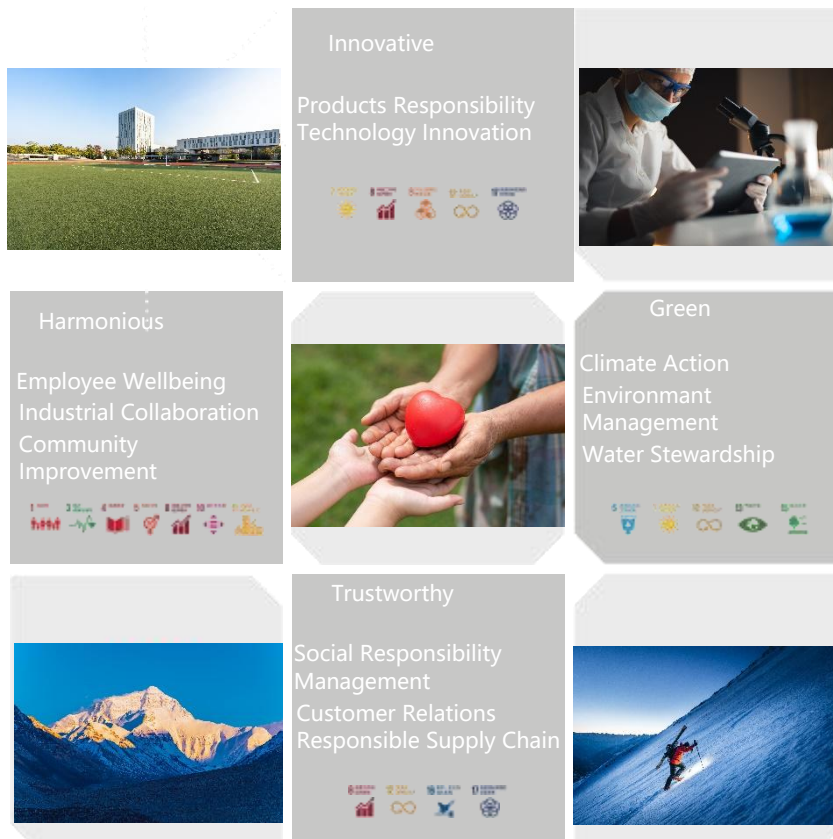 Innovative
Products Responsibility
Technology Innovation
Harmonious
Employee Wellbeing
Industrial Collaboration
Community
Improvement
Green
Climate Action
Environmant
Management
Water Stewardship
Trustworthy
Social Responsibility
Management
Customer Relations
Responsible Supply Chain